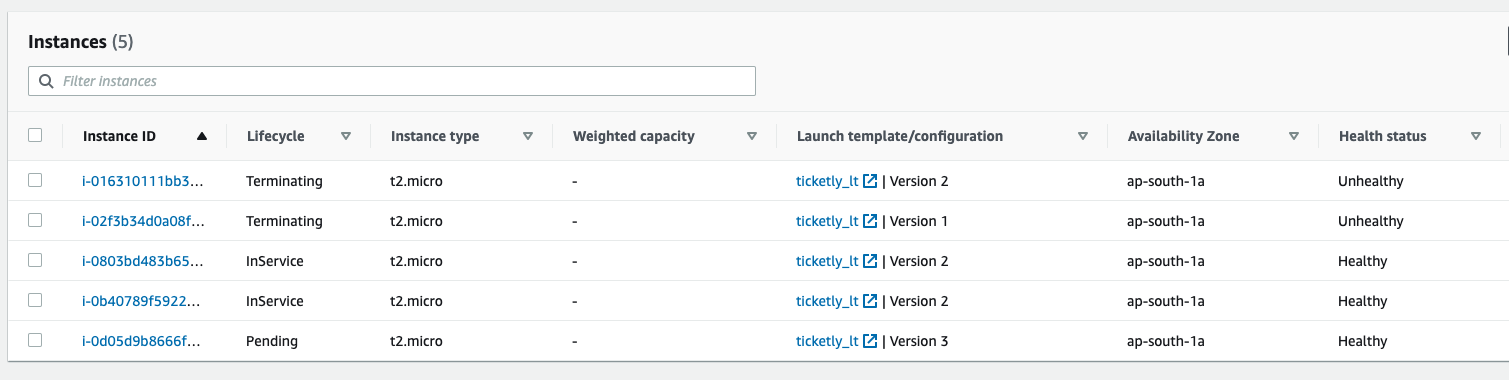 Instances (5)
Filter instances
Instance ID Lifecycle Instance type Weighted capacity Launch template/configuration Availability Zone Health status
i-016310111bb3... Terminating t2.micro - ticketly_lt | Version 2 ap-south-1a Unhealthy
i-02f3b34d0a08f... Terminating t2.micro - ticketly_lt | Version 1 ap-south-1a Unhealthy
i-0803bd483b65... InService t2.micro - ticketly_lt | Version 2 ap-south-1a Healthy
i-0b40789f5922... InService t2.micro - ticketly_lt | Version 2 ap-south-1a Healthy
i-0d05d9b8666f... Pending t2.micro - ticketly_lt | Version 3 ap-south-1a Healthy